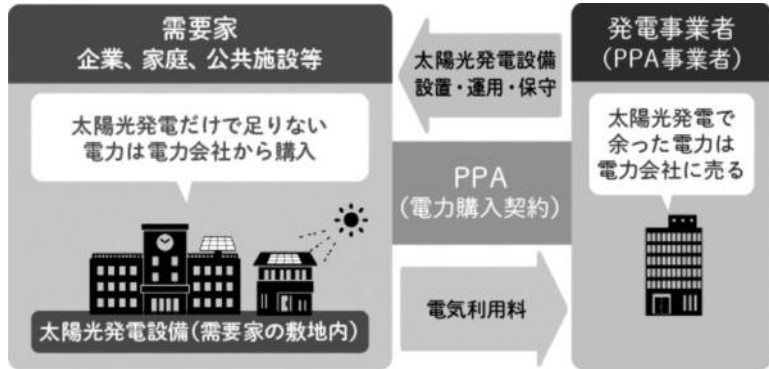 需要家
企業、家庭、公共施設等
太陽光発電だけで足りない
電力は電力会社から購入
太陽光発電設備(需要家の敷地内)
太陽光発電設備
設置・運用・保守
PPA
(電力購入契約)
電気利用料
発電事業者
(PPA事業者)
太陽光発電で
余った電力は
電力会社に売る